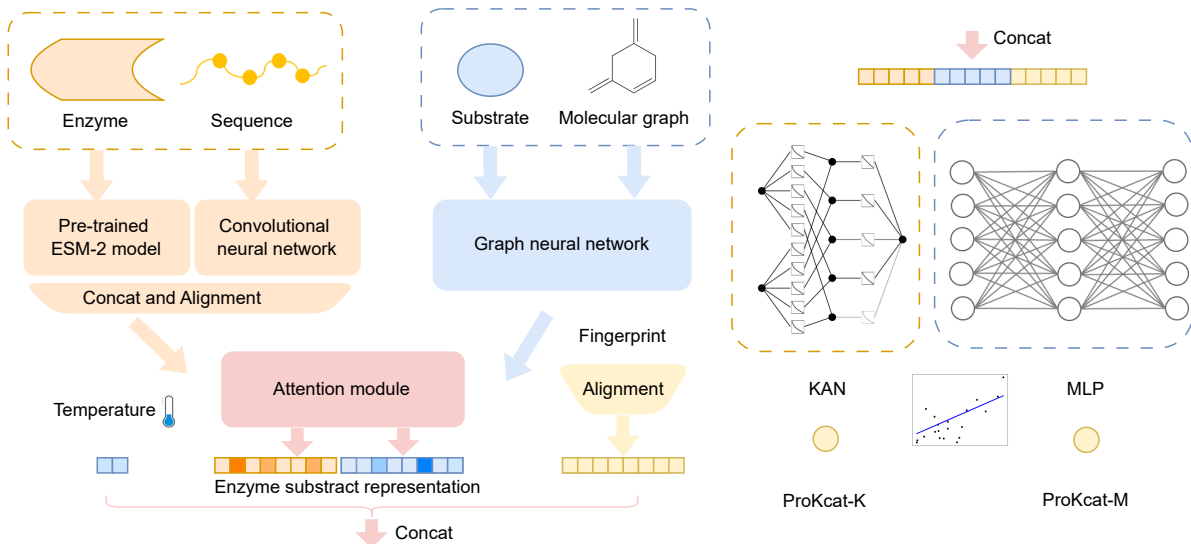 Enzyme
Sequence
Substrate
Molecular graph
Pre-trained
ESM-2 model
Convolutional
neural network
Graph neural network
Concat and Alignment
Fingerprint
Attention module
Alignment
Temperature
Enzyme substract representation
Concat
Concat
KAN
MLP
ProKcat-K
ProKcat-M